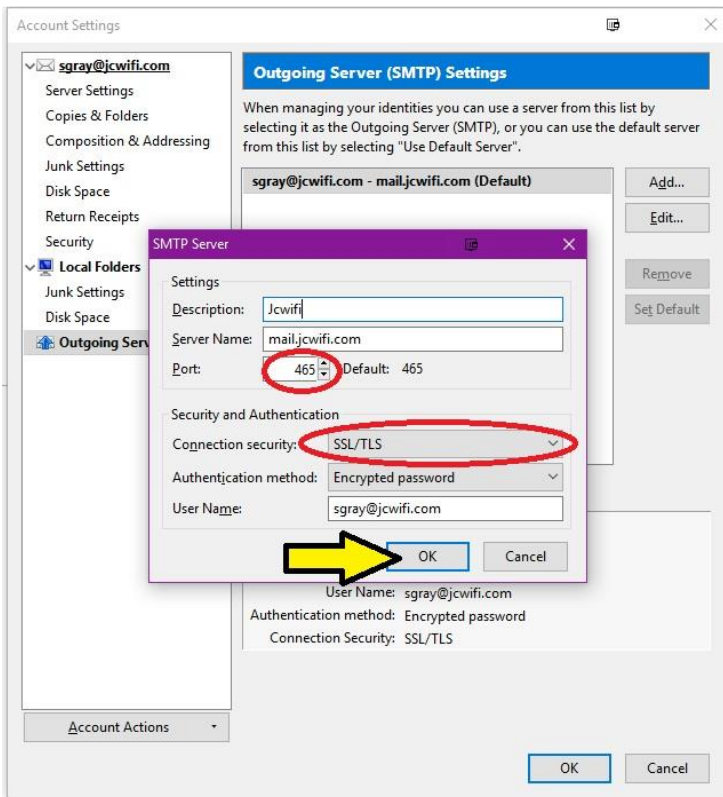 Account Settings
sgray@jcwifi.com
Server Settings
Copies & Folders
Composition & Addressing
Junk Settings
Disk Space
Return Receipts
Security
Local Folders
Junk Settings
Disk Space
Outgoing Serv
Account Actions
Outgoing Server (SMTP) Settings
When managing your identities you can use a server from this list by
selecting it as the Outgoing Server (SMTP), or you can use the default server
from this list by selecting "Use Default Server".
sgray@jcwifi.com - mail.jcwifi.com (Default)
Add...
Edit...
Remove
Set Default
SMTP Server
Settings
Description: Jcwifi
Server Name: mail.jcwifi.com
Port: 465 Default: 465
Security and Authentication
Connection security: SSL/TLS
Authentication method: Encrypted password
User Name: sgray@jcwifi.com
OK Cancel
User Name: sgray@jcwifi.com
Authentication method: Encrypted password
Connection Security: SSL/TLS
OK Cancel